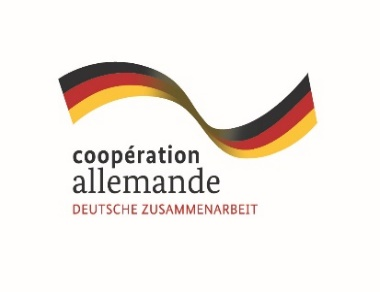 coopération
allemande
DEUTSCHE ZUSAMMENARBEIT